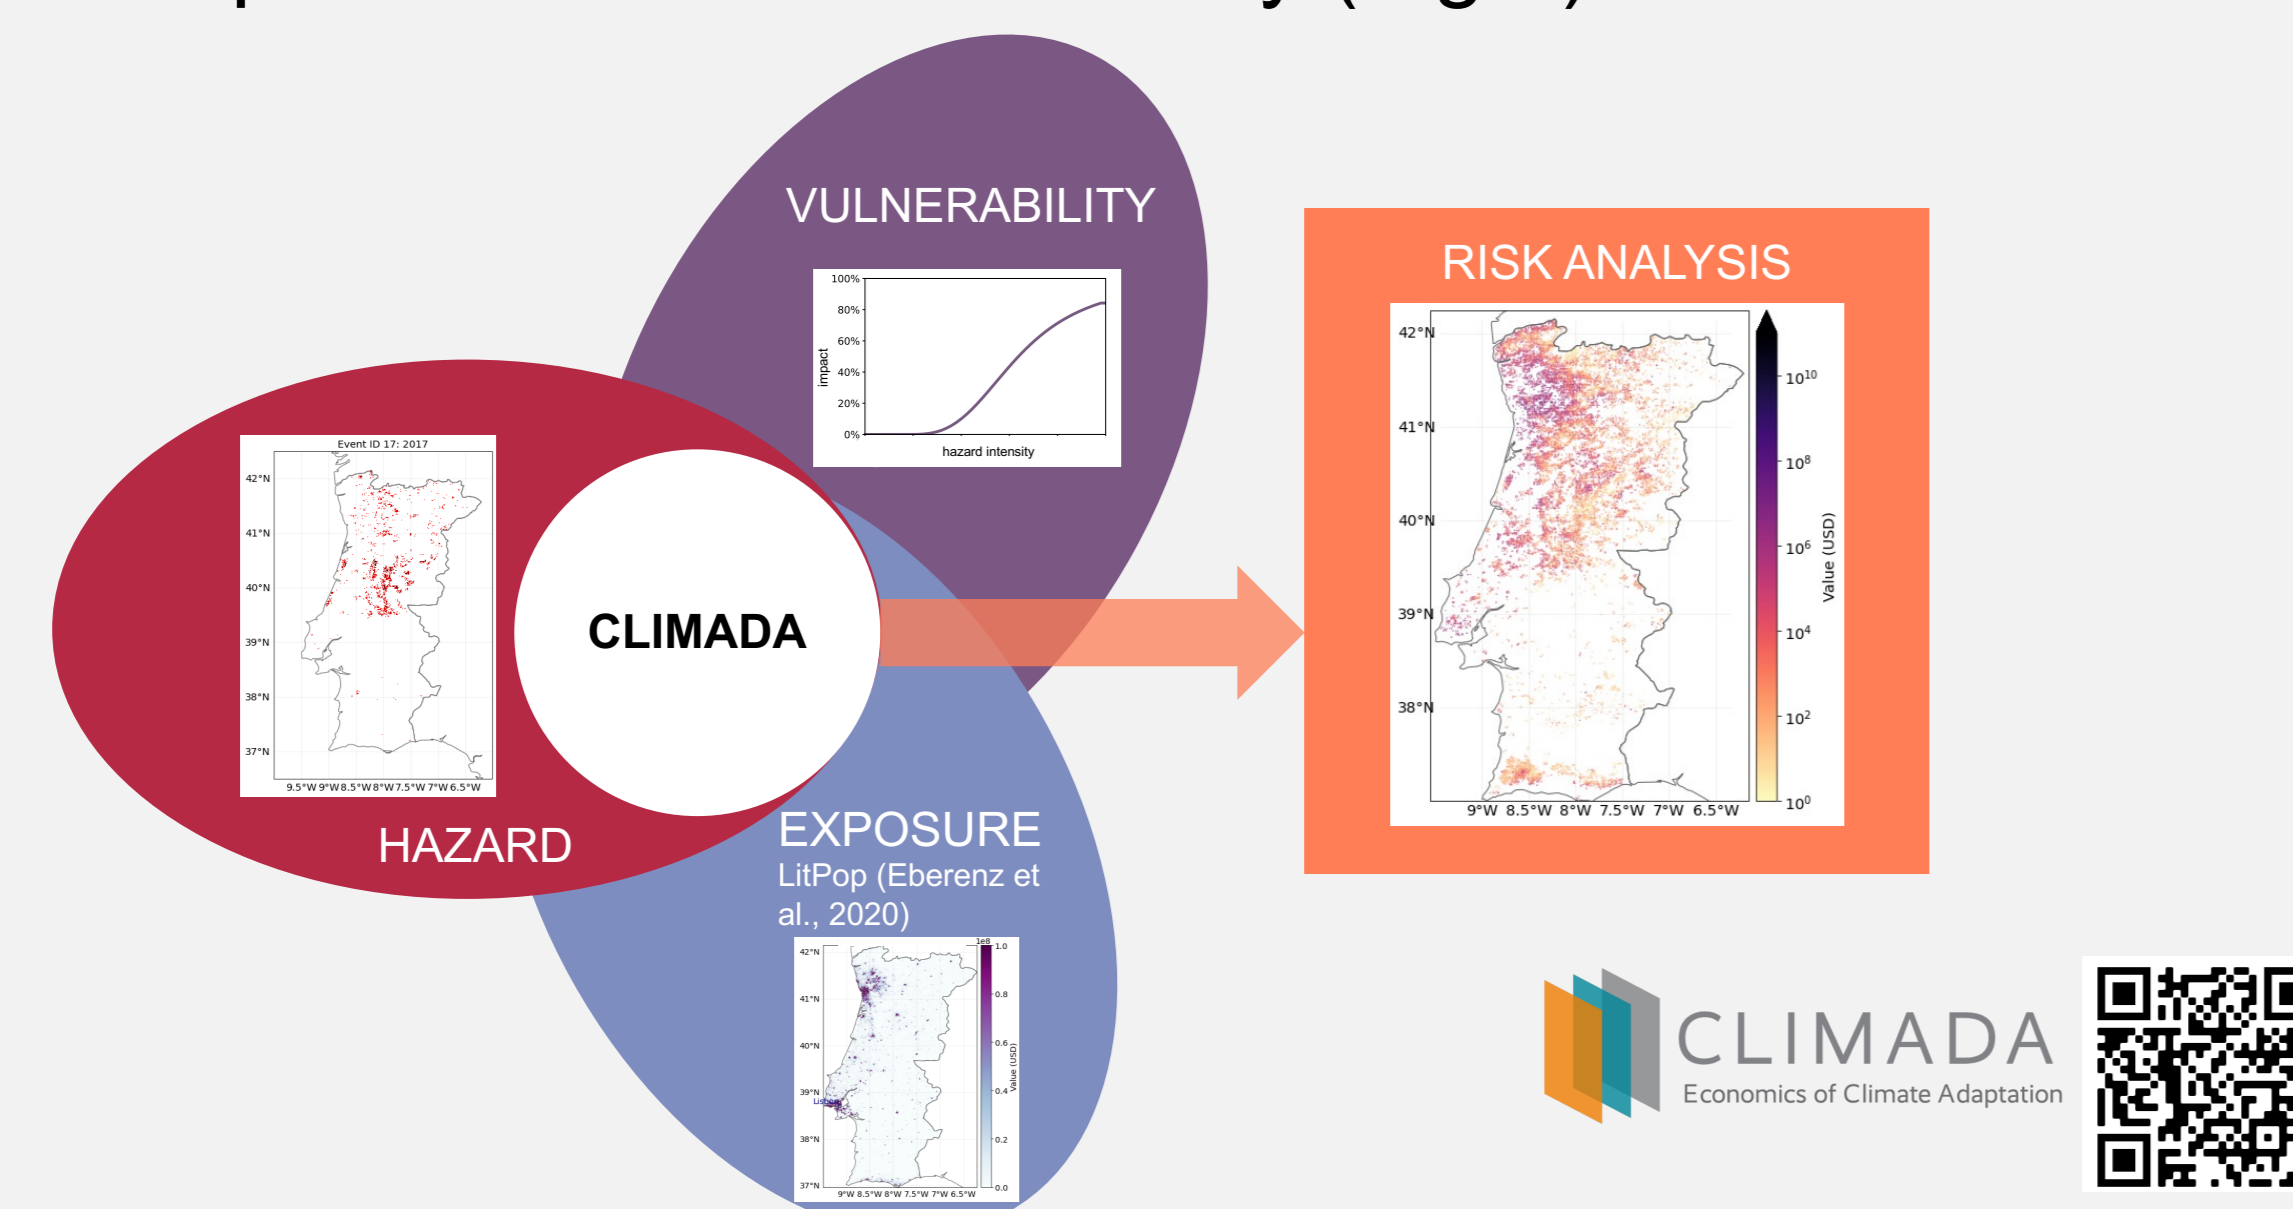 VULNERABILITY
100%
80%
60%
40%
20%
0%
impact
hazard intensity
Event ID 17: 2017
42°N
41°N
40°N
39°N
38°N
37°N
9.5°W 9°W 8.5°W 8°W 7.5°W 7°W 6.5°W
HAZARD
CLIMADA
EXPOSURE
LitPop (Eberenz et
al., 2020)
1e8
42°N
41°N
40°N
39°N
38°N
37°N
9°W 8.5°W 8°W 7.5°W 7°W 6.5°W
1.0
0.8
0.6
0.4
0.2
0.0
Value (USD)
RISK ANALYSIS
42°N
41°N
40°N
39°N
38°N
9°W 8.5°W 8°W 7.5°W 7°W 6.5°W
10¹⁰
10⁸
10⁶
10⁴
10²
10⁰
Value (USD)
CLIMADA
Economics of Climate Adaptation